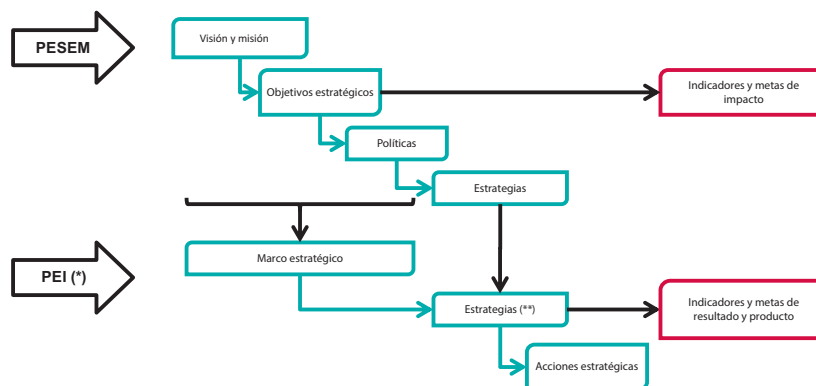 PESEM
Visión y misión
Objetivos estratégicos
Indicadores y metas de
impacto
Políticas
Estrategias
PEI (*)
Marco estratégico
Estrategias (**)
Indicadores y metas de
resultado y producto
Acciones estratégicas